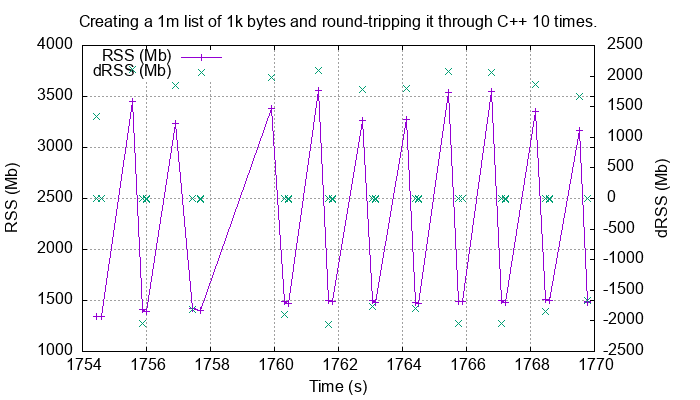 Creating a 1m list of 1k bytes and round-tripping it through C++ 10 times.
4000
3500
3000
2500
2000
1500
1000
RSS (Mb)
RSS (Mb)
dRSS (Mb)
2500
2000
1500
1000
500
0
-500
-1000
-1500
-2000
-2500
dRSS (Mb)
1754 1756 1758 1760 1762 1764 1766 1768 1770
Time (s)